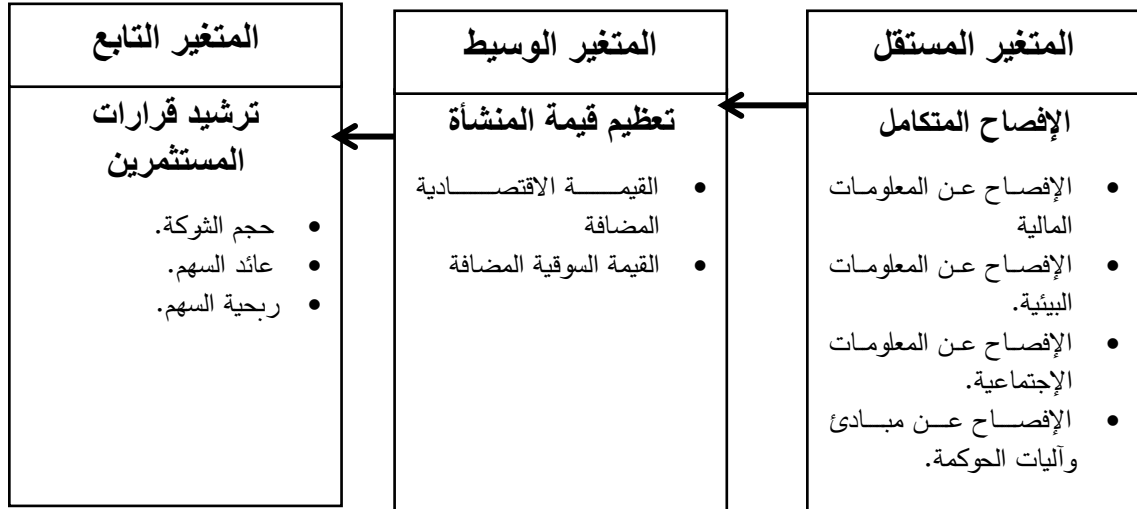 المتغير المستقل
الإفصاح المتكامل
• الإفصاح عن المعلومات
المالية
• الإفصاح عن المعلومات
البيئية.
• الإفصاح عن المعلومات
الإجتماعية.
• الإفصاح عن مبادئ
وآليات الحوكمة.
المتغير الوسيط
تعظيم قيمة المنشأة
• القيمة الاقتصادية
المضافة
• القيمة السوقية المضافة
المتغير التابع
ترشيد قرارات
المستثمرين
• حجم الثوكة.
• عائد السهم.
• ربحية السهم.